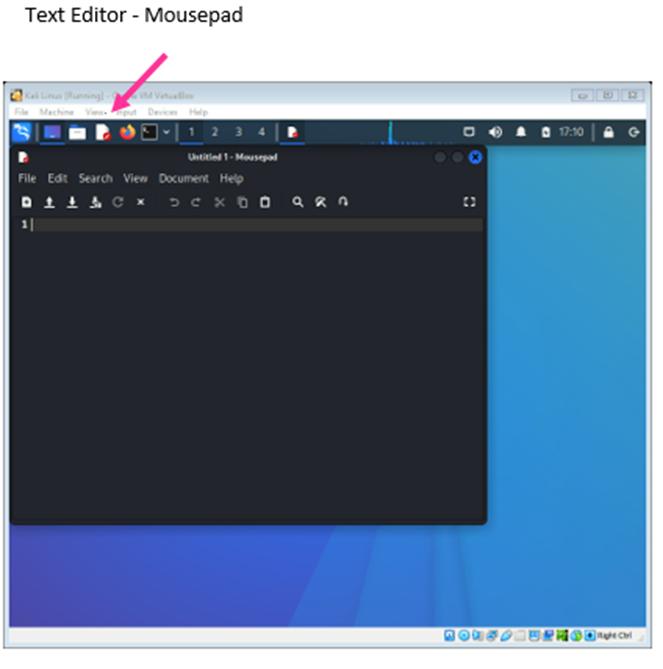 Text Editor - Mousepad
Kali Linux [Running] - Oracle VM VirtualBox
File Machine View Input Devices Help
1 2 3 4 17:10
Untitled 1 - Mousepad
File Edit Search View Document Help
1
Right Ctrl